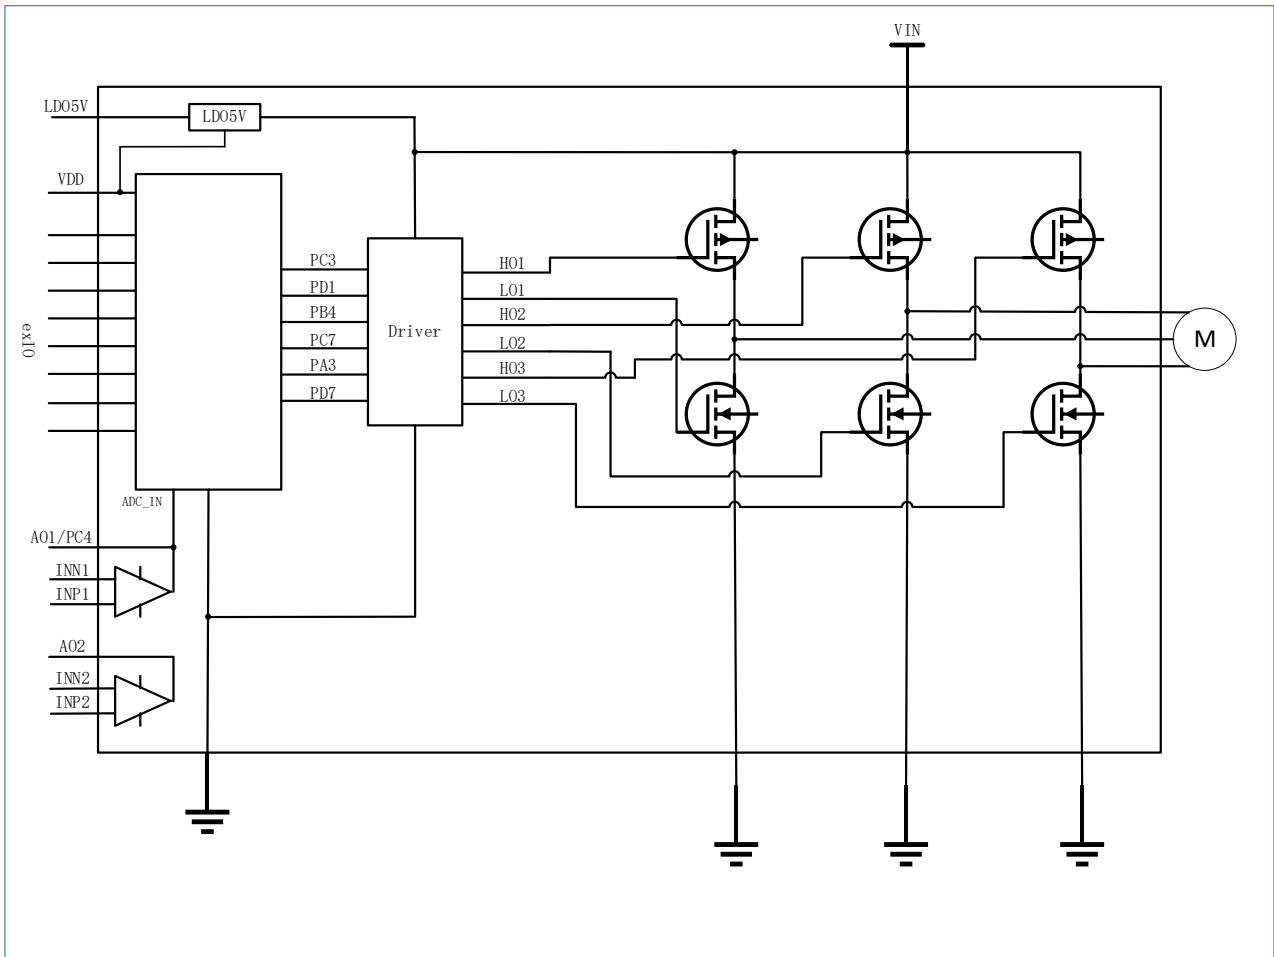 VIN
LDO5V
LDO5V
VDD
exIO
PC3
PD1
PB4
PC7
PA3
PD7
Driver
HO1
LO1
HO2
LO2
HO3
LO3
M
ADC_IN
AO1/PC4
INN1
INP1
AO2
INN2
INP2